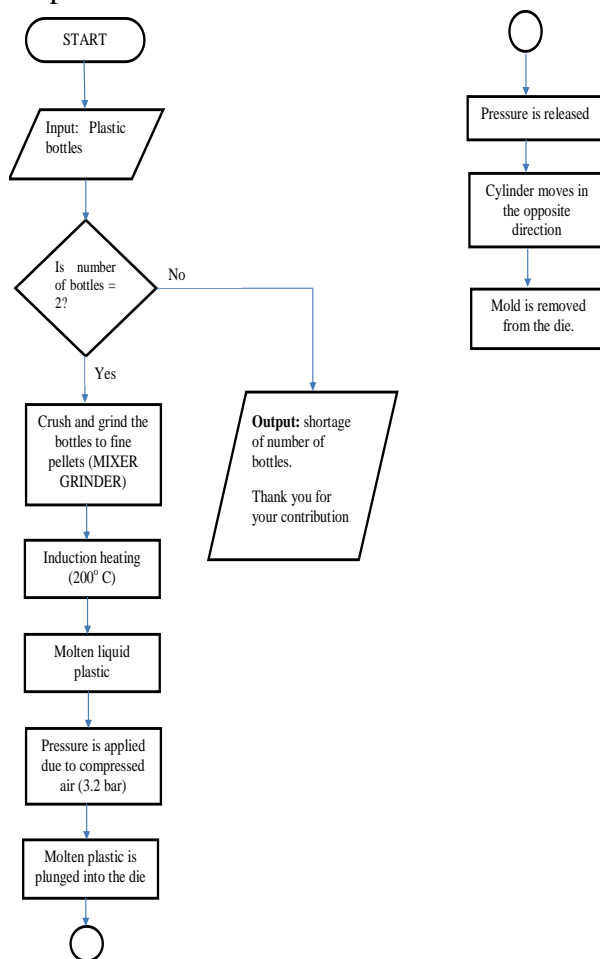 START
Input: Plastic
bottles
Is number
of bottles =
2?
No
Yes
Crush and grind the
bottles to fine
pellets (MIXER
GRINDER)
Output: shortage
of number of
bottles.
Thank you for
your contribution
Induction heating
(200° C)
Molten liquid
plastic
Pressure is applied
due to compressed
air (3.2 bar)
Molten plastic is
plunged into the die
Pressure is released
Cylinder moves in
the opposite
direction
Mold is removed
from the die.